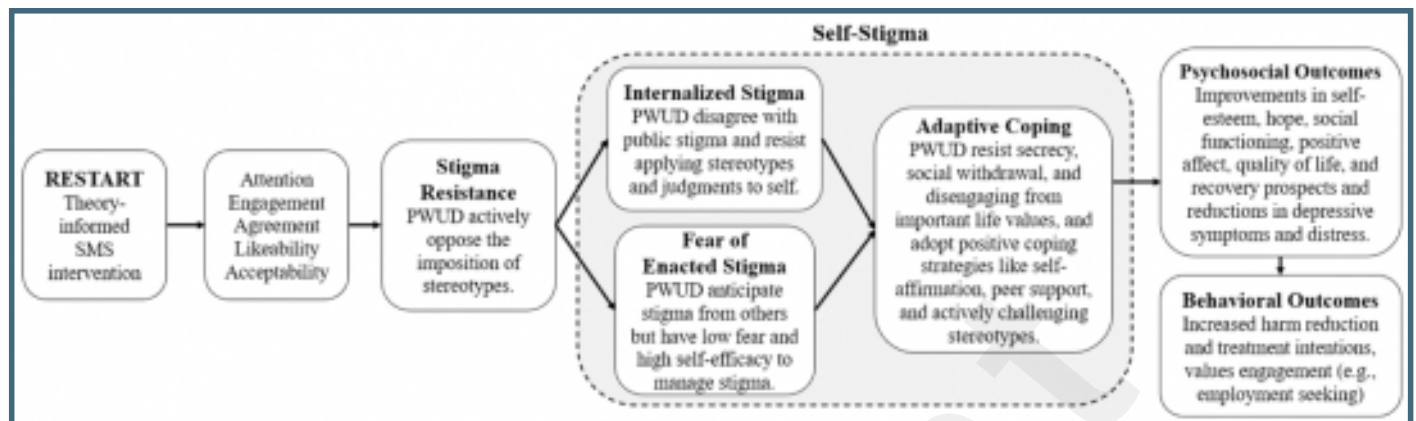 Self-Stigma
RESTART
Theory-
informed
SMS
intervention
Attention
Engagement
Agreement
Likeability
Acceptability
Stigma
Resistance
PWUD actively
oppose the
imposition of
stereotypes.
Internalized Stigma
PWUD disagree with
public stigma and resist
applying stereotypes
and judgments to self.
Fear of
Enacted Stigma
PWUD anticipate
stigma from others
but have low fear and
high self-efficacy to
manage stigma.
Adaptive Coping
PWUD resist secrecy,
social withdrawal, and
disengaging from
important life values, and
adopt positive coping
strategies like self-
affirmation, peer support,
and actively challenging
stereotypes.
Psychosocial Outcomes
Improvements in self-
esteem, hope, social
functioning, positive
affect, quality of life, and
recovery prospects and
reductions in depressive
symptoms and distress.
Behavioral Outcomes
Increased harm reduction
and treatment intentions,
values engagement (e.g.,
employment seeking)